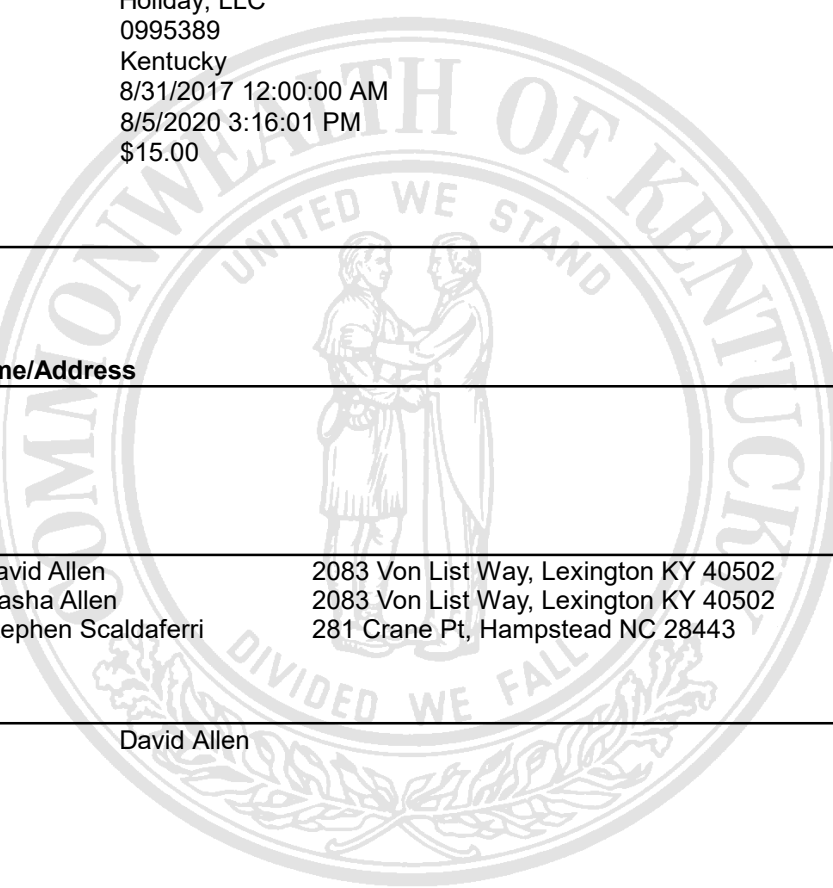 Holiday, LLC
0995389
Kentucky
8/31/2017 12:00:00 AM
8/5/2020 3:16:01 PM
$15.00
COMMONWEALTH OF KENTUCKY
UNITED WE STAND
me/Address
avid Allen 2083 Von List Way, Lexington KY 40502
asha Allen 2083 Von List Way, Lexington KY 40502
ephen Scaldaferri 281 Crane Pt, Hampstead NC 28443
DIVIDED WE FALL
David Allen